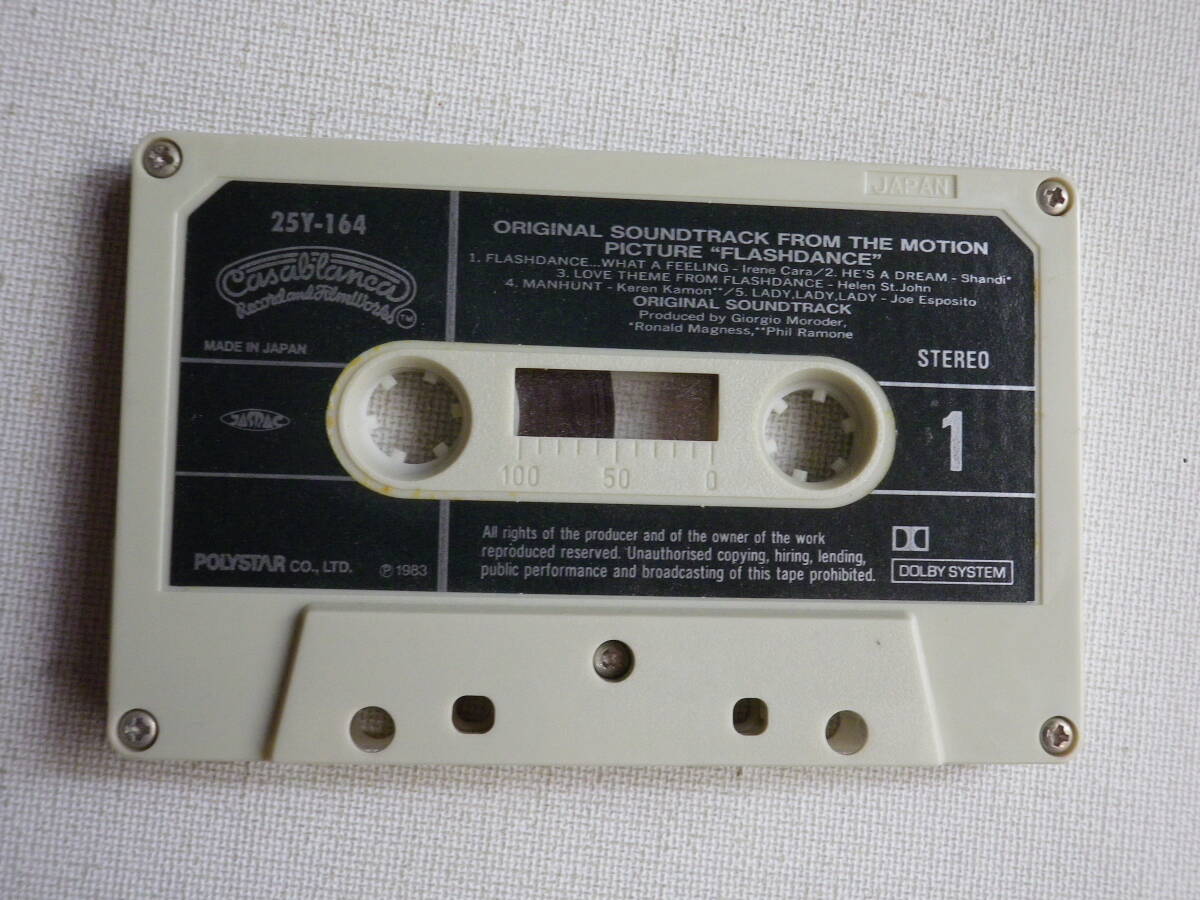 JAPAN
25Y-164
Casablanca
Record and FilmWorks TM
MADE IN JAPAN
JASRAC
POLYSTAR CO., LTD.
Ⓟ1983
ORIGINAL SOUNDTRACK FROM THE MOTION
PICTURE "FLASHDANCE"
1. FLASHDANCE...WHAT A FEELING - Irene Cara/2. HE'S A DREAM - Shandi*
3. LOVE THEME FROM FLASHDANCE - Helen St.John
4. MANHUNT - Karen Kamon**/5. LADY,LADY,LADY - Joe Esposito
ORIGINAL SOUNDTRACK
Produced by Giorgio Moroder,
*Ronald Magness,**Phil Ramone
STEREO
1
100 50 0
All rights of the producer and of the owner of the work
reproduced reserved. Unauthorised copying, hiring, lending,
public performance and broadcasting of this tape prohibited.
DOLBY SYSTEM